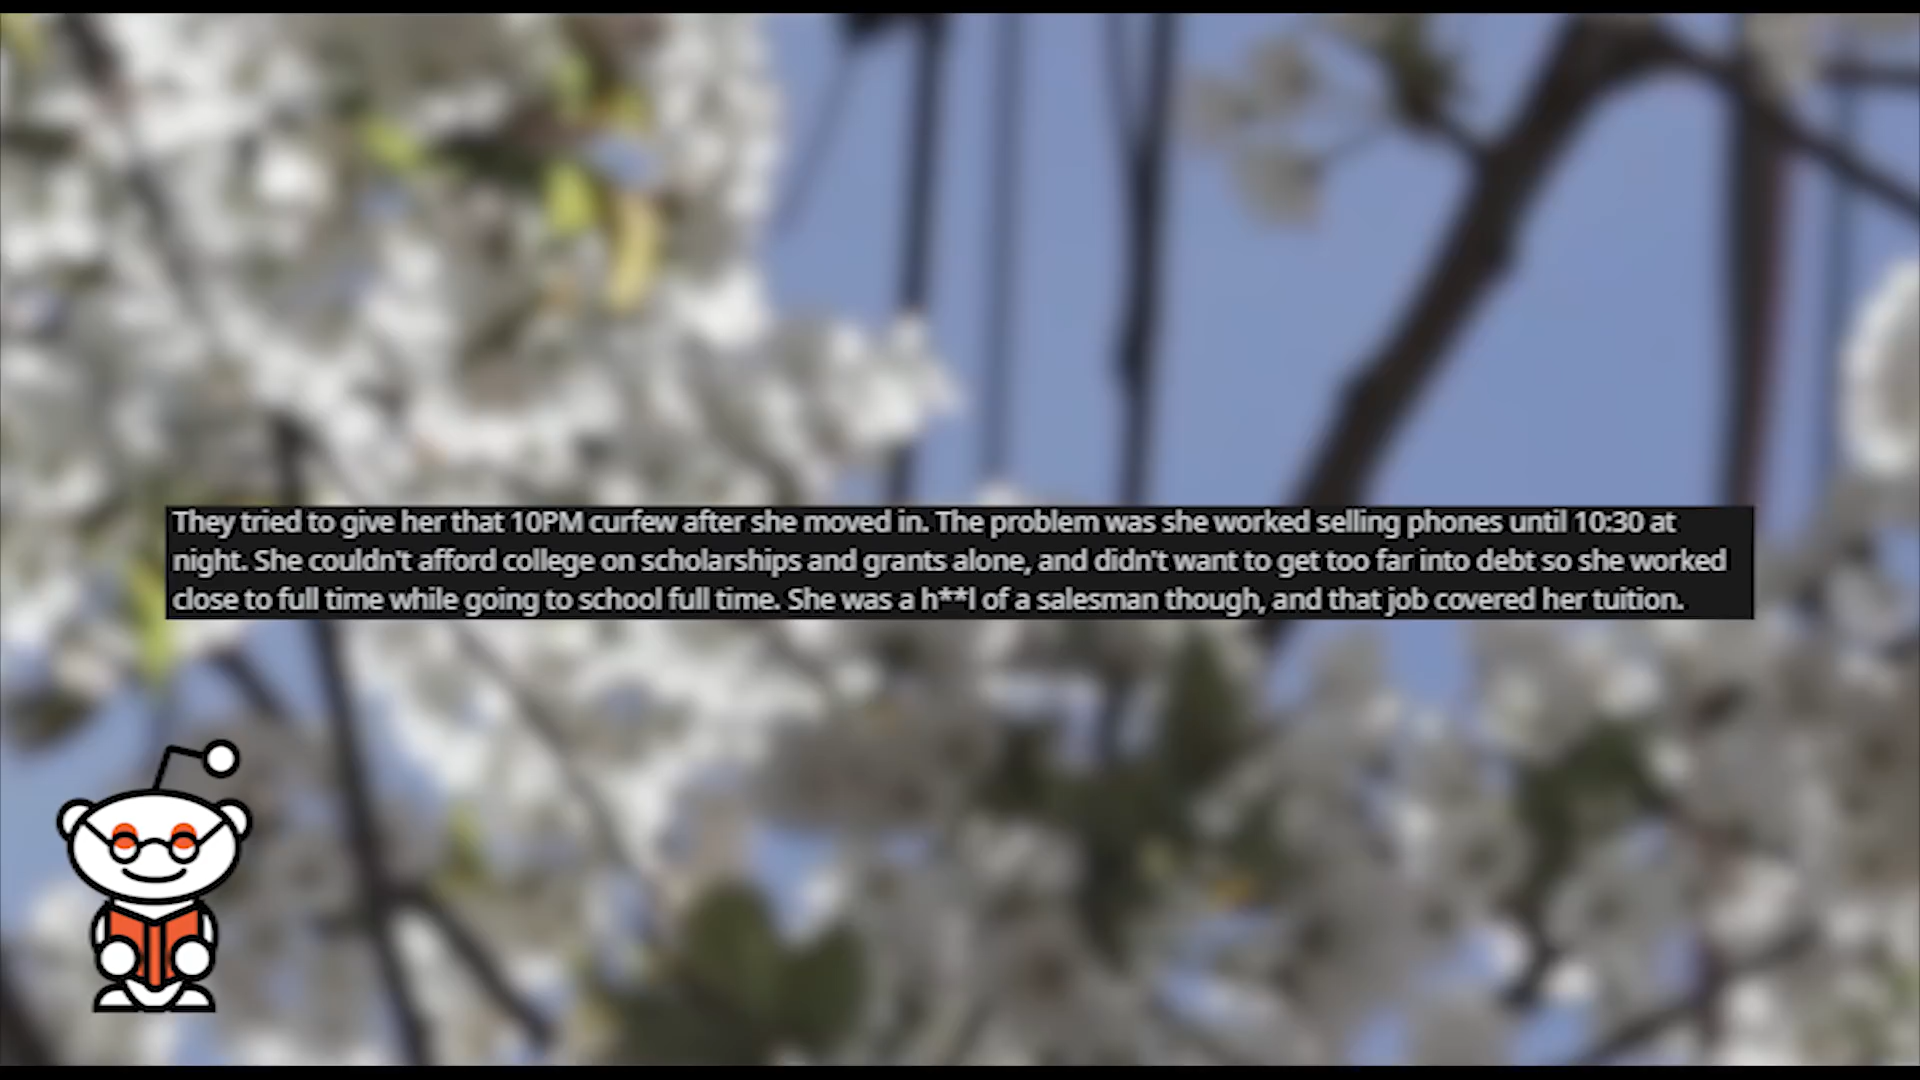 They tried to give her that 10PM curfew after she moved in. The problem was she worked selling phones until 10:30 at
night. She couldn't afford college on scholarships and grants alone, and didn't want to get too far into debt so she worked
close to full time while going to school full time. She was a h**l of a salesman though, and that job covered her tuition.